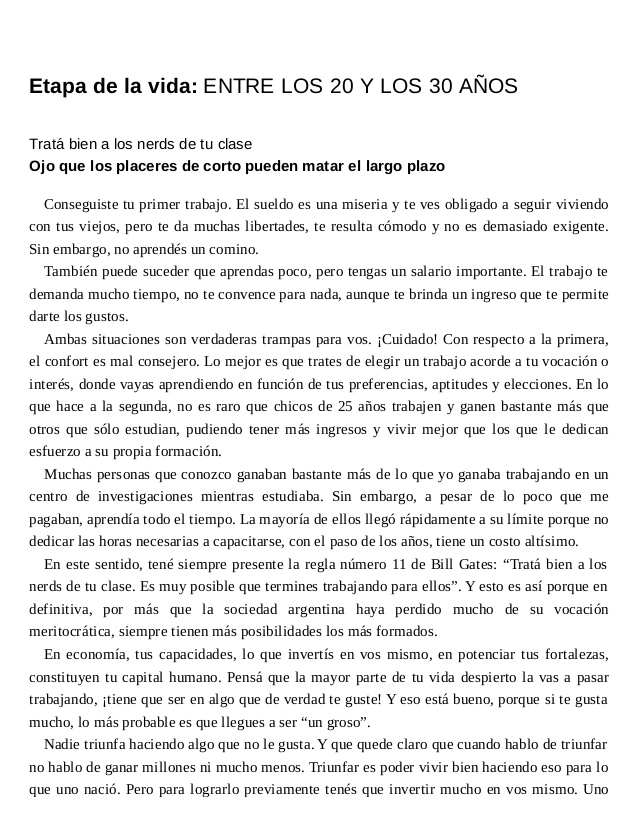 Etapa de la vida: ENTRE LOS 20 Y LOS 30 AÑOS
Tratá bien a los nerds de tu clase
Ojo que los placeres de corto pueden matar el largo plazo
Conseguiste tu primer trabajo. El sueldo es una miseria y te ves obligado a seguir viviendo
con tus viejos, pero te da muchas libertades, te resulta cómodo y no es demasiado exigente.
Sin embargo, no aprendés un comino.
También puede suceder que aprendas poco, pero tengas un salario importante. El trabajo te
demanda mucho tiempo, no te convence para nada, aunque te brinda un ingreso que te permite
darte los gustos.
Ambas situaciones son verdaderas trampas para vos. ¡Cuidado! Con respecto a la primera,
el confort es mal consejero. Lo mejor es que trates de elegir un trabajo acorde a tu vocación o
interés, donde vayas aprendiendo en función de tus preferencias, aptitudes y elecciones. En lo
que hace a la segunda, no es raro que chicos de 25 años trabajen y ganen bastante más que
otros que sólo estudian, pudiendo tener más ingresos y vivir mejor que los que le dedican
esfuerzo a su propia formación.
Muchas personas que conozco ganaban bastante más de lo que yo ganaba trabajando en un
centro de investigaciones mientras estudiaba. Sin embargo, a pesar de lo poco que me
pagaban, aprendía todo el tiempo. La mayoría de ellos llegó rápidamente a su límite porque no
dedicar las horas necesarias a capacitarse, con el paso de los años, tiene un costo altísimo.
En este sentido, tené siempre presente la regla número 11 de Bill Gates: “Tratá bien a los
nerds de tu clase. Es muy posible que termines trabajando para ellos”. Y esto es así porque en
definitiva, por más que la sociedad argentina haya perdido mucho de su vocación
meritocrática, siempre tienen más posibilidades los más formados.
En economía, tus capacidades, lo que invertís en vos mismo, en potenciar tus fortalezas,
constituyen tu capital humano. Pensá que la mayor parte de tu vida despierto la vas a pasar
trabajando, ¡tiene que ser en algo que de verdad te guste! Y eso está bueno, porque si te gusta
mucho, lo más probable es que llegues a ser “un groso”.
Nadie triunfa haciendo algo que no le gusta. Y que quede claro que cuando hablo de triunfar
no hablo de ganar millones ni mucho menos. Triunfar es poder vivir bien haciendo eso para lo
que uno nació. Pero para lograrlo previamente tenés que invertir mucho en vos mismo. Uno